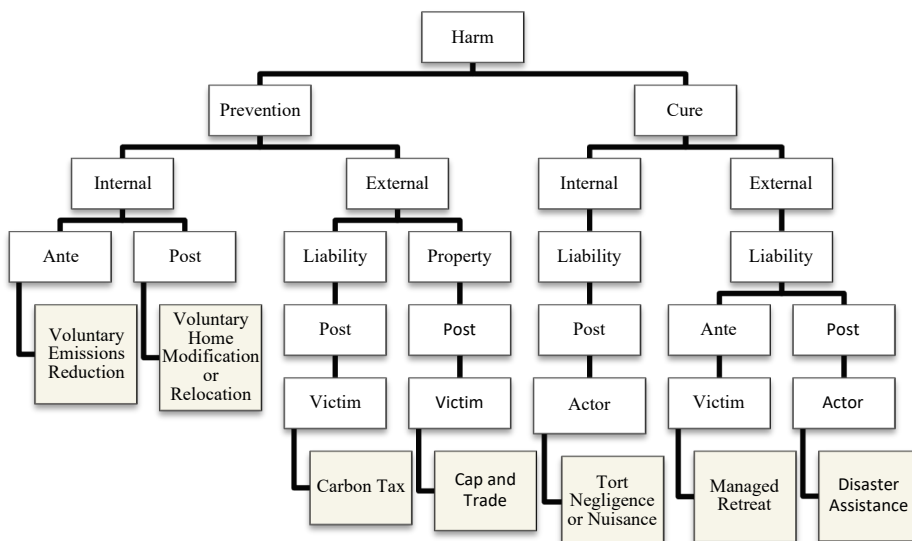 Harm
Prevention
Cure
Internal
External
Internal
External
Ante
Post
Liability
Property
Liability
Liability
Voluntary
Emissions
Reduction
Voluntary
Home
Modification
or
Relocation
Post
Post
Post
Ante
Post
Victim
Victim
Actor
Victim
Actor
Carbon Tax
Cap and
Trade
Tort
Negligence
or Nuisance
Managed
Retreat
Disaster
Assistance